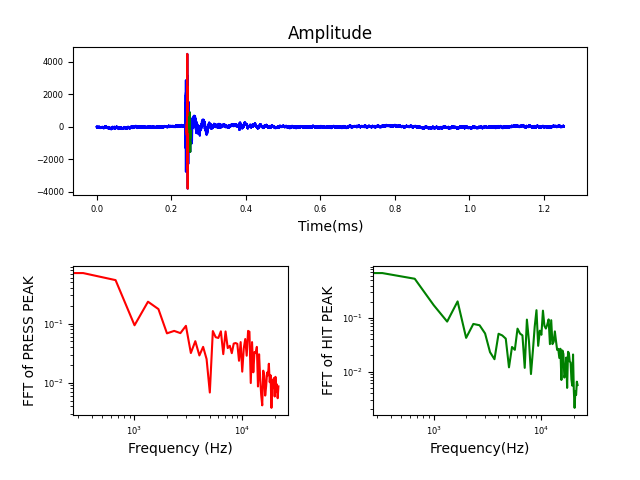 Amplitude
4000
2000
0
−2000
−4000
0.0 0.2 0.4 0.6 0.8 1.0 1.2
Time(ms)
FFT of PRESS PEAK
10⁻¹
10⁻²
10³ 10⁴
Frequency (Hz)
FFT of HIT PEAK
10⁻¹
10⁻²
10³ 10⁴
Frequency(Hz)